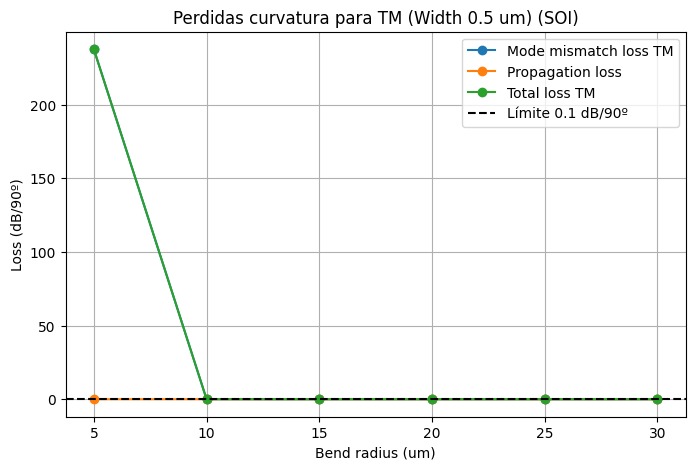 Perdidas curvatura para TM (Width 0.5 um) (SOI)
Mode mismatch loss TM
Propagation loss
Total loss TM
Límite 0.1 dB/90º
Loss (dB/90º)
200
150
100
50
0
5 10 15 20 25 30
Bend radius (um)